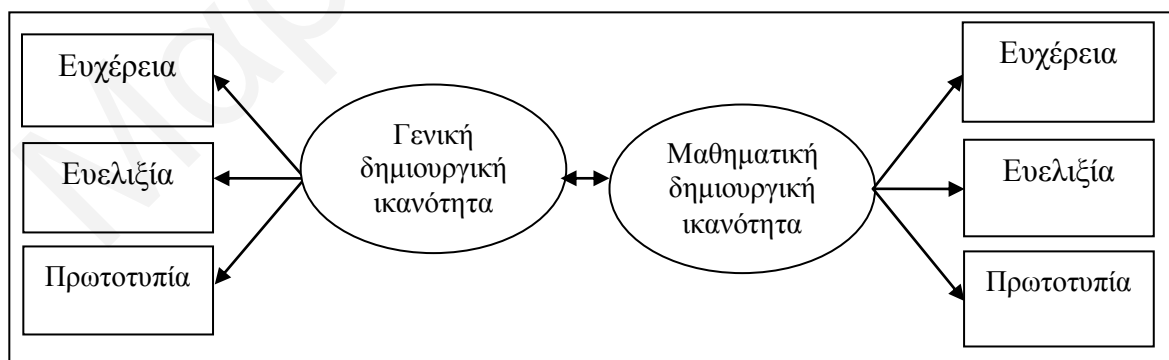 Ευχέρεια
Ευελιξία
Πρωτοτυπία
Γενική
δημιουργική
ικανότητα
Μαθηματική
δημιουργική
ικανότητα
Ευχέρεια
Ευελιξία
Πρωτοτυπία